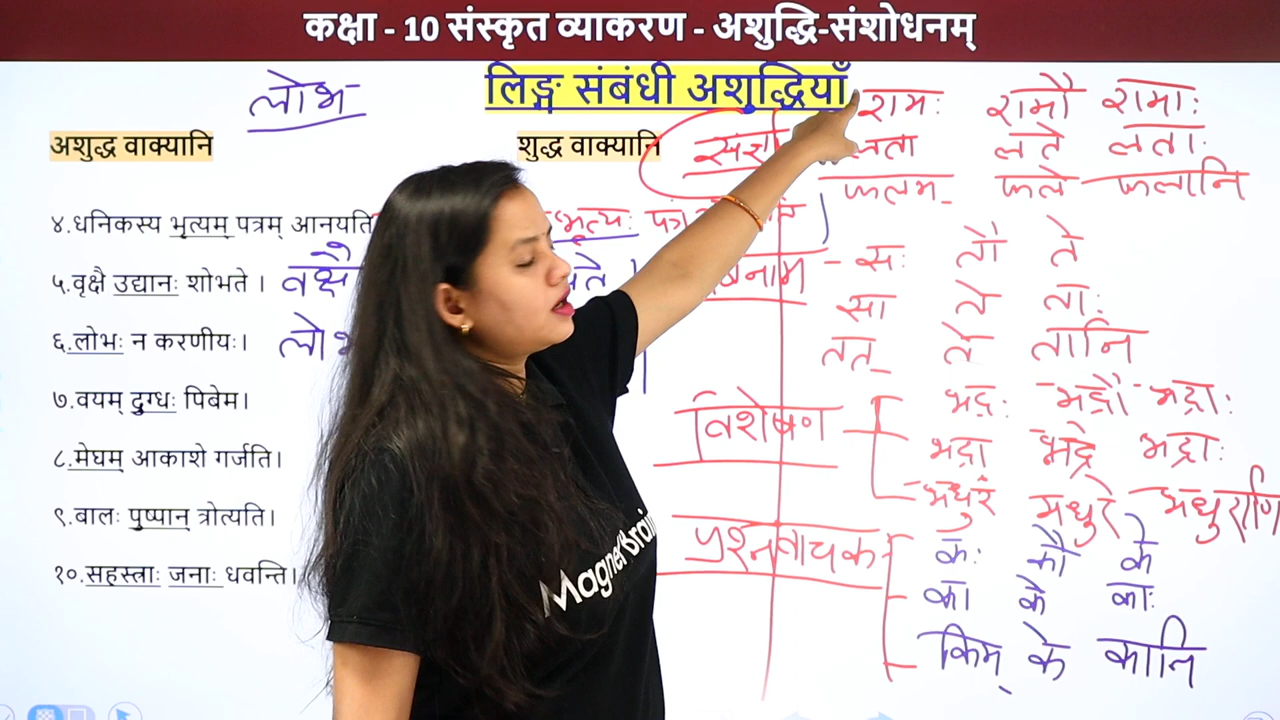 कक्षा - 10 संस्कृत व्याकरण - अशुद्धि-संशोधनम्
लिङ्ग संबंधी अशुद्धियाँ
लोभ
अशुद्ध वाक्यानि
शुद्ध वाक्यानि
४.धनिकस्य भृत्यम् पत्रम् आनयति
५.वृक्षै उद्यानः शोभते ।
६.लोभः न करणीयः।
७.वयम् दुग्धः पिबेम।
८.मेघम् आकाशे गर्जति।
९.बालः पुष्पान् त्रोत्यति।
१०.सहस्त्राः जनाः धवन्ति।
भृत्यः
रामः रामौ रामाः
लता लते लताः
फलम् फले फलानि
सः तौ ते
सा ते ताः
तत् ते तानि
विशेषण
भद्रः भद्रौ भद्राः
भद्रा भद्रे भद्राः
मधुरं मधुरे मधुराणि
प्रश्नवाचक
कः कौ के
का के काः
किम् के कानि
Magnet Brain